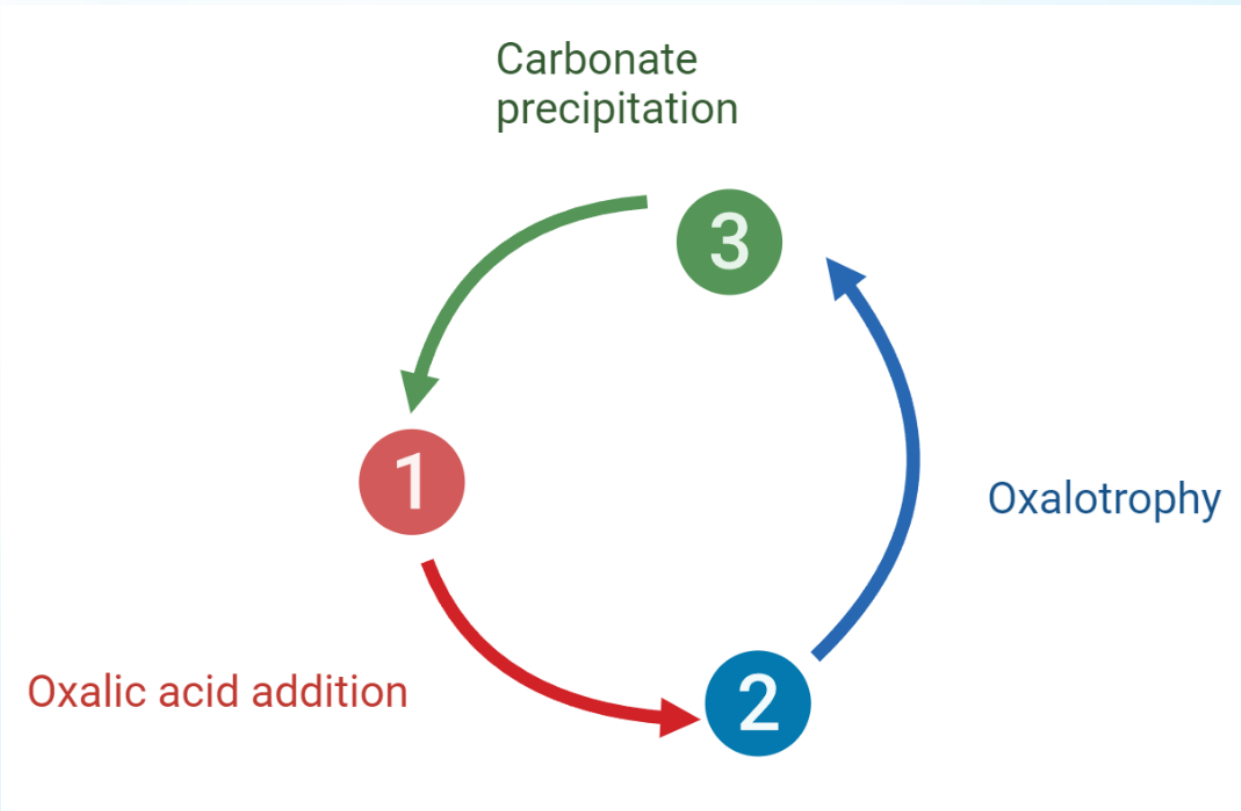 Carbonate
precipitation
3
1
Oxalotrophy
Oxalic acid addition
2